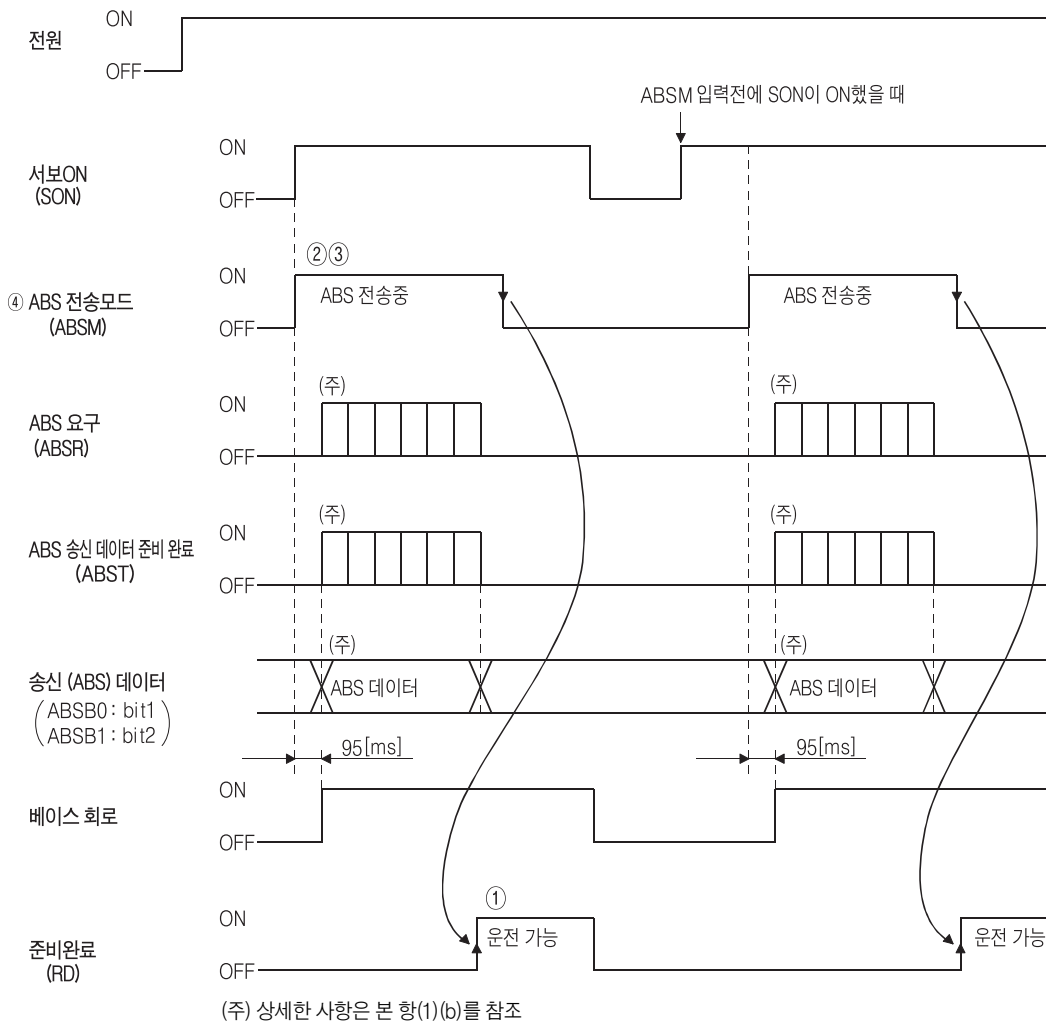 전원
ON
OFF
ABSM 입력전에 SON이 ON했을 때
서보ON
(SON)
ON
OFF
②③
④ ABS 전송모드
(ABSM)
ON
OFF
ABS 전송중
ABS 전송중
(주)
(주)
ABS 요구
(ABSR)
ON
OFF
(주)
(주)
ABS 송신 데이터 준비 완료
(ABST)
ON
OFF
(주)
(주)
송신 (ABS) 데이터
(ABSB0 : bit1
ABSB1 : bit2)
ABS 데이터
ABS 데이터
95[ms]
95[ms]
베이스 회로
ON
OFF
①
준비완료
(RD)
ON
OFF
운전 가능
운전 가능
(주) 상세한 사항은 본 항(1)(b)를 참조